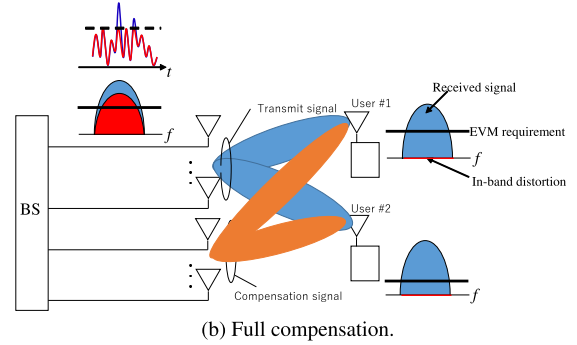 t
f
Transmit signal
User #1
Received signal
EVM requirement
f
In-band distortion
BS
User #2
f
Compensation signal
(b) Full compensation.